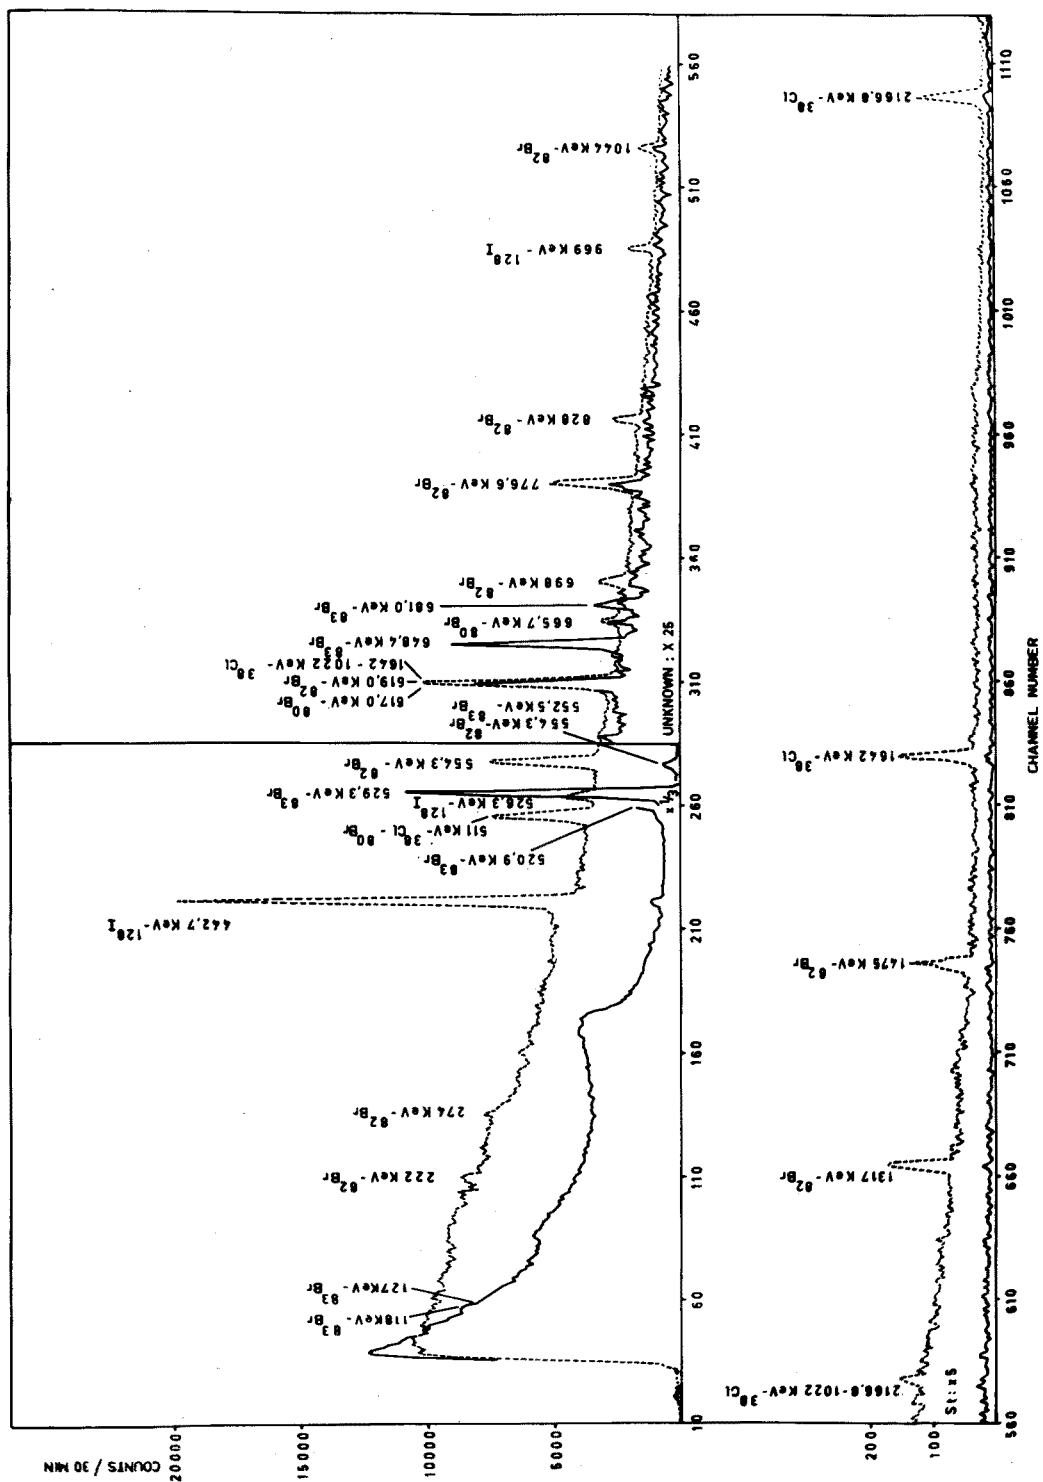 COUNTS / 30 MIN
20000
15000
10000
5000
118KeV - 83Br
127KeV - 83Br
222 KeV - 82Br
274 KeV - 82Br
442,7 KeV - 128I
520,9 KeV - 83Br
511 KeV - 38Cl - 80Br
526,3 KeV - 128I
529,3 KeV - 83Br
554,3 KeV - 82Br
554,3 KeV - 82Br
552,5 KeV - 83Br
617,0 KeV - 80Br
619,0 KeV - 82Br
1642 - 1022 KeV - 38Cl
648,4 KeV - 83Br
665,7 KeV - 80Br
681,0 KeV - 83Br
698 KeV - 82Br
776,6 KeV - 82Br
828 KeV - 82Br
969 KeV - 128I
1044 KeV - 82Br
x 1/3
UNKNOWN : X 25
10 60 110 160 210 260 310 360 410 460 510 560
200
100
St : x5
2166,8-1022 KeV - 38Cl
1317 KeV - 82Br
1475 KeV - 82Br
1642 KeV - 38Cl
2166,8 KeV - 38Cl
560 610 660 710 760 810 860 910 960 1010 1060 1110
CHANNEL NUMBER